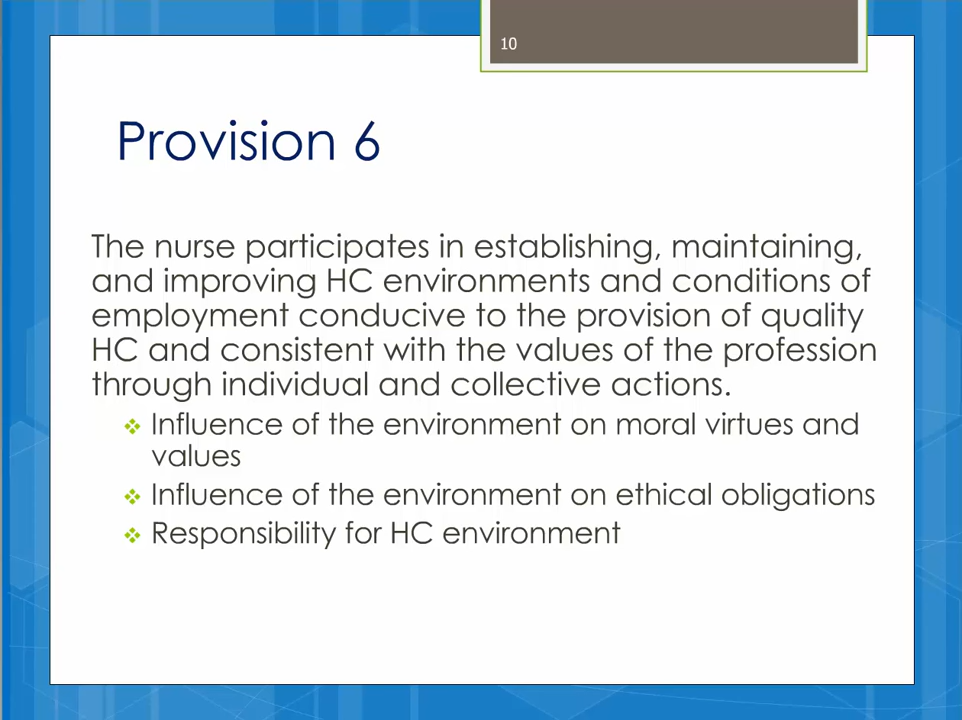 10
Provision 6
The nurse participates in establishing, maintaining,
and improving HC environments and conditions of
employment conducive to the provision of quality
HC and consistent with the values of the profession
through individual and collective actions.
❖ Influence of the environment on moral virtues and
values
❖ Influence of the environment on ethical obligations
❖ Responsibility for HC environment